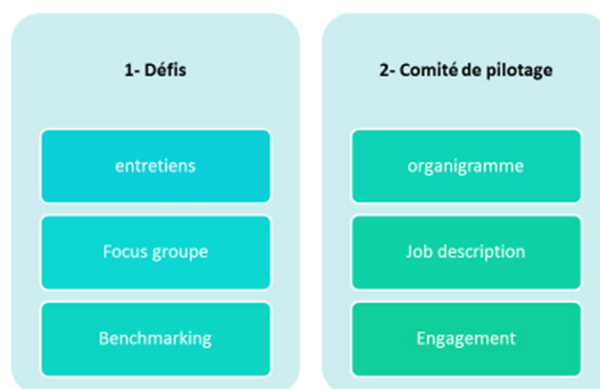 1- Défis
entretiens
Focus groupe
Benchmarking
2- Comité de pilotage
organigramme
Job description
Engagement